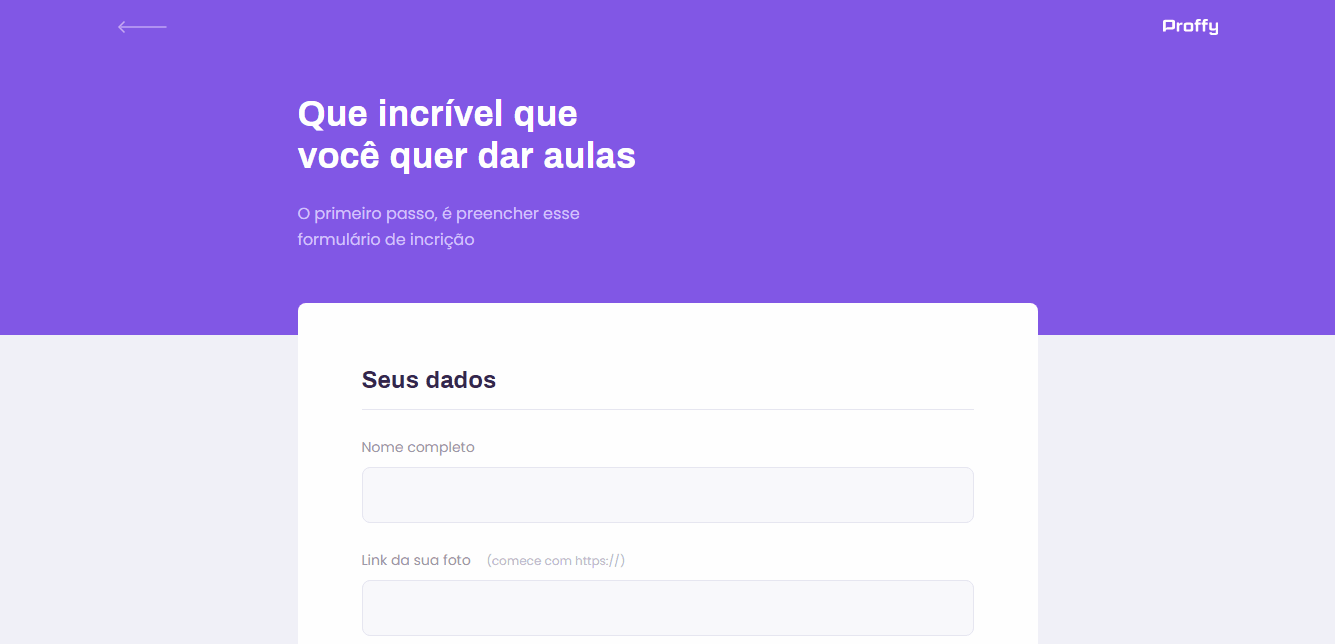 Proffy
Que incrível que
você quer dar aulas
O primeiro passo, é preencher esse
formulário de incrição
Seus dados
Nome completo
Link da sua foto (comece com https://)